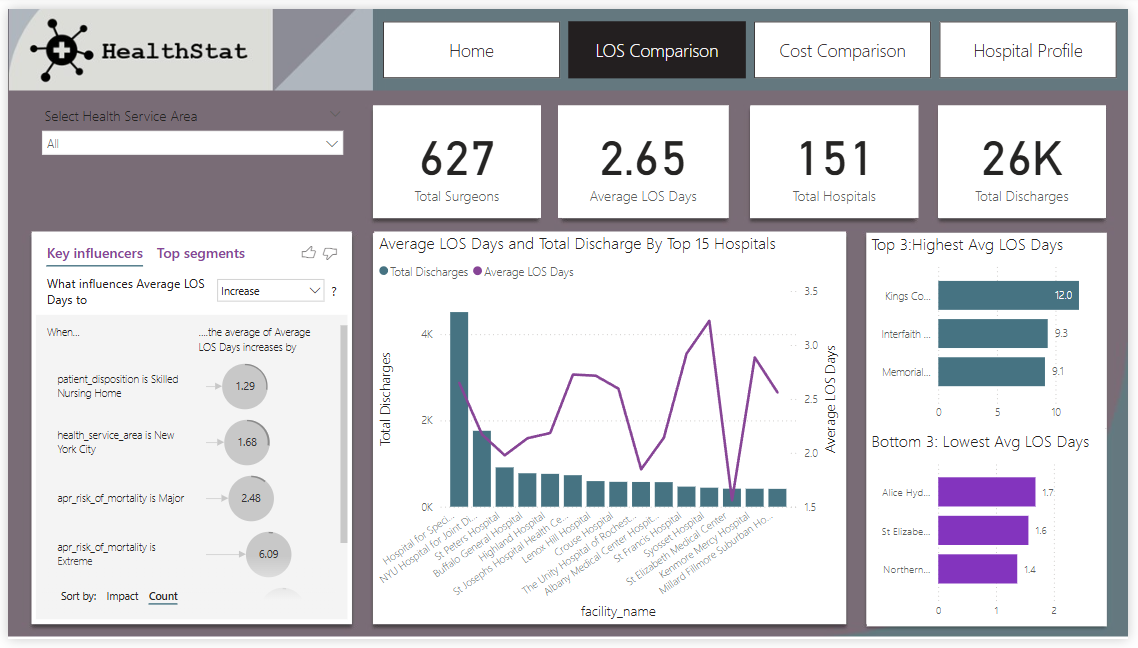 HealthStat
Home
LOS Comparison
Cost Comparison
Hospital Profile
Select Health Service Area
All
627
Total Surgeons
2.65
Average LOS Days
151
Total Hospitals
26K
Total Discharges
Key influencers
Top segments
What influences Average LOS
Days to
Increase
?
When...
....the average of Average
LOS Days increases by
patient_disposition is Skilled
Nursing Home
1.29
health_service_area is New
York City
1.68
apr_risk_of_mortality is Major
2.48
apr_risk_of_mortality is
Extreme
6.09
Sort by:
Impact
Count
Average LOS Days and Total Discharge By Top 15 Hospitals
Total Discharges
Average LOS Days
Total Discharges
4K
2K
0K
3.5
3.0
2.5
2.0
1.5
Average LOS Days
Hospital for Speci...
NYU Hospital for Joint Di...
St Peters Hospital
Buffalo General Hospital
Highland Hospital
St Josephs Hospital Health Ce...
Lenox Hill Hospital
Crouse Hospital
The Unity Hospital of Rochest...
Albany Medical Center Hospit...
St Francis Hospital
Syosset Hospital
St Elizabeth Medical Center
Kenmore Mercy Hospital
Millard Fillmore Suburban Ho...
facility_name
Top 3:Highest Avg LOS Days
Kings Co...
12.0
Interfaith ...
9.3
Memorial...
9.1
0
5
10
Bottom 3: Lowest Avg LOS Days
Alice Hyd...
1.7
St Elizabe...
1.6
Northern...
1.4
0
1
2